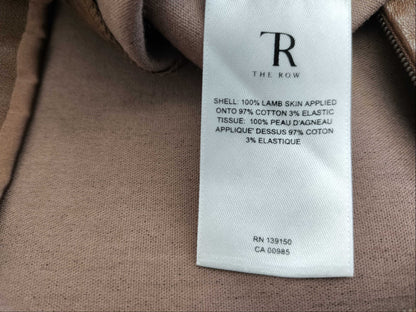 TR
THE ROW
SHELL: 100% LAMB SKIN APPLIED
ONTO 97% COTTON 3% ELASTIC
TISSUE: 100% PEAU D'AGNEAU
APPLIQUE' DESSUS 97% COTON
3% ELASTIQUE
RN 139150
CA 00985